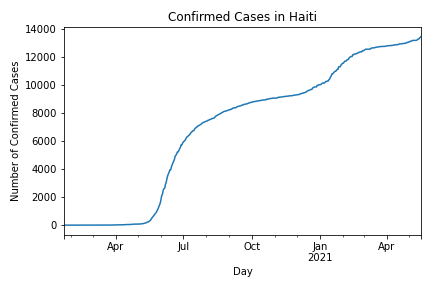 Confirmed Cases in Haiti
Number of Confirmed Cases
14000
12000
10000
8000
6000
4000
2000
0
Apr Jul Oct Jan Apr
2021
Day